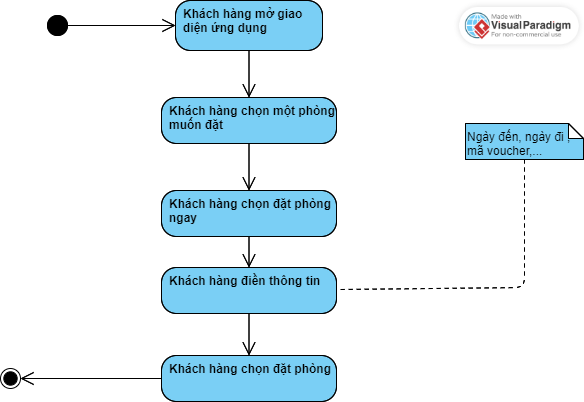 Khách hàng mở giao
diện ứng dụng
Made with
VisualParadigm
For non-commercial use
Khách hàng chọn một phòng
muốn đặt
Ngày đến, ngày đi ,
mã voucher,...
Khách hàng chọn đặt phòng
ngay
Khách hàng điền thông tin
Khách hàng chọn đặt phòng